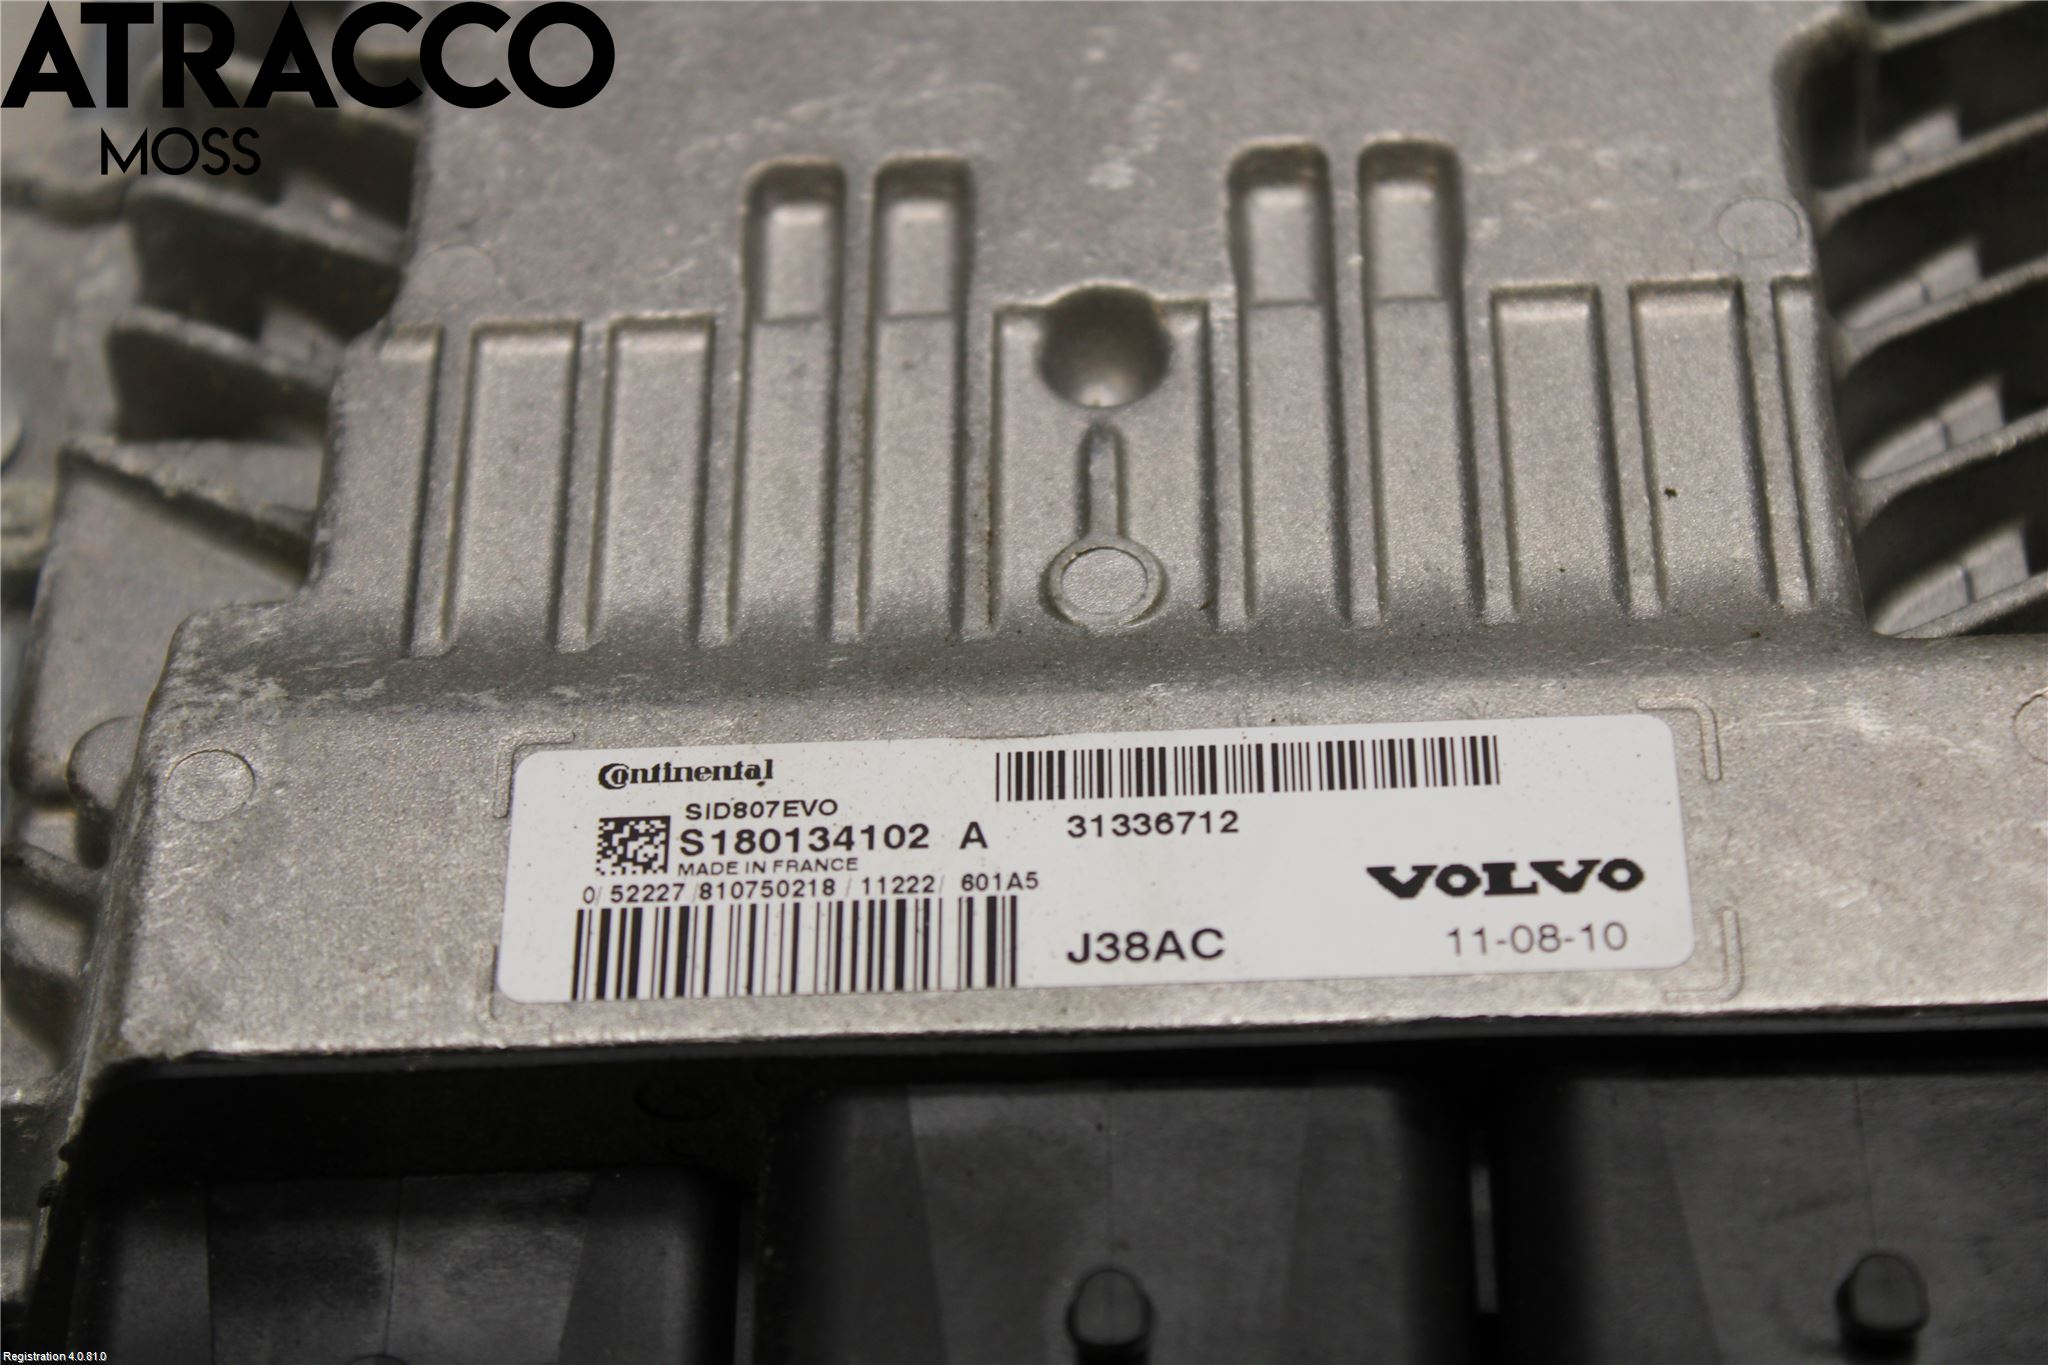 ATRACCO
MOSS
Continental
SID807EVO
S180134102 A
MADE IN FRANCE
0/ 52227 /810750218 /11222/ 601A5
31336712
VOLVO
J38AC
11-08-10
Registration 4.0.81.0